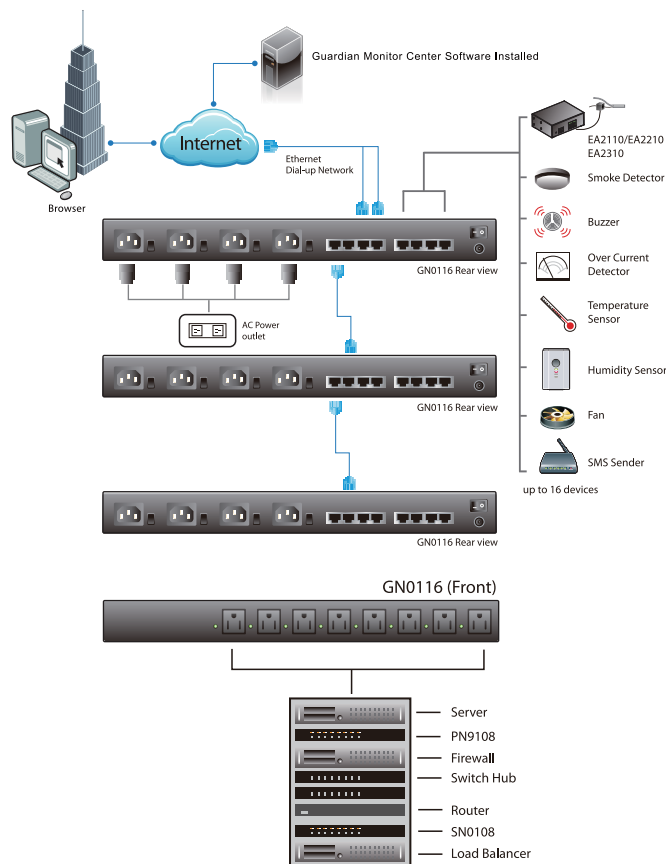 Guardian Monitor Center Software Installed
Internet
Ethernet
Dial-up Network
Browser
EA2110/EA2210
EA2310
Smoke Detector
Buzzer
Over Current
Detector
Temperature
Sensor
Humidity Sensor
Fan
SMS Sender
up to 16 devices
GN0116 Rear view
AC Power
outlet
GN0116 Rear view
GN0116 Rear view
GN0116 (Front)
Server
PN9108
Firewall
Switch Hub
Router
SN0108
Load Balancer